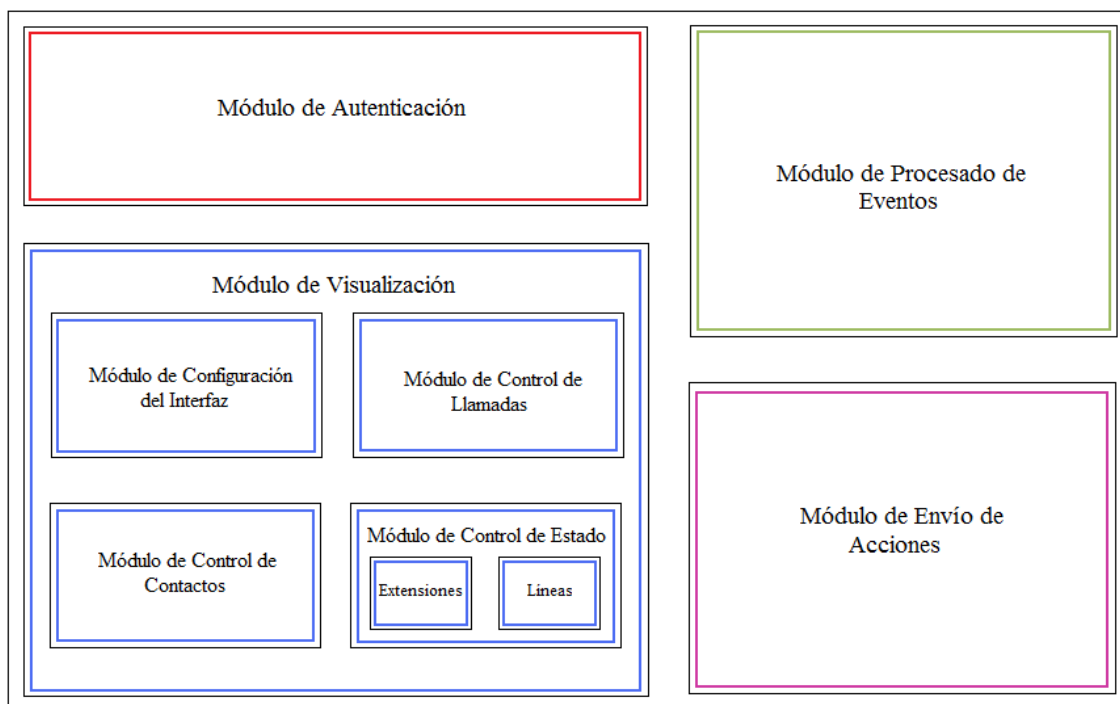 Módulo de Autenticación
Módulo de Procesado de
Eventos
Módulo de Visualización
Módulo de Configuración
del Interfaz
Módulo de Control de
Llamadas
Módulo de Control de
Contactos
Módulo de Control de Estado
Extensiones
Líneas
Módulo de Envío de
Acciones